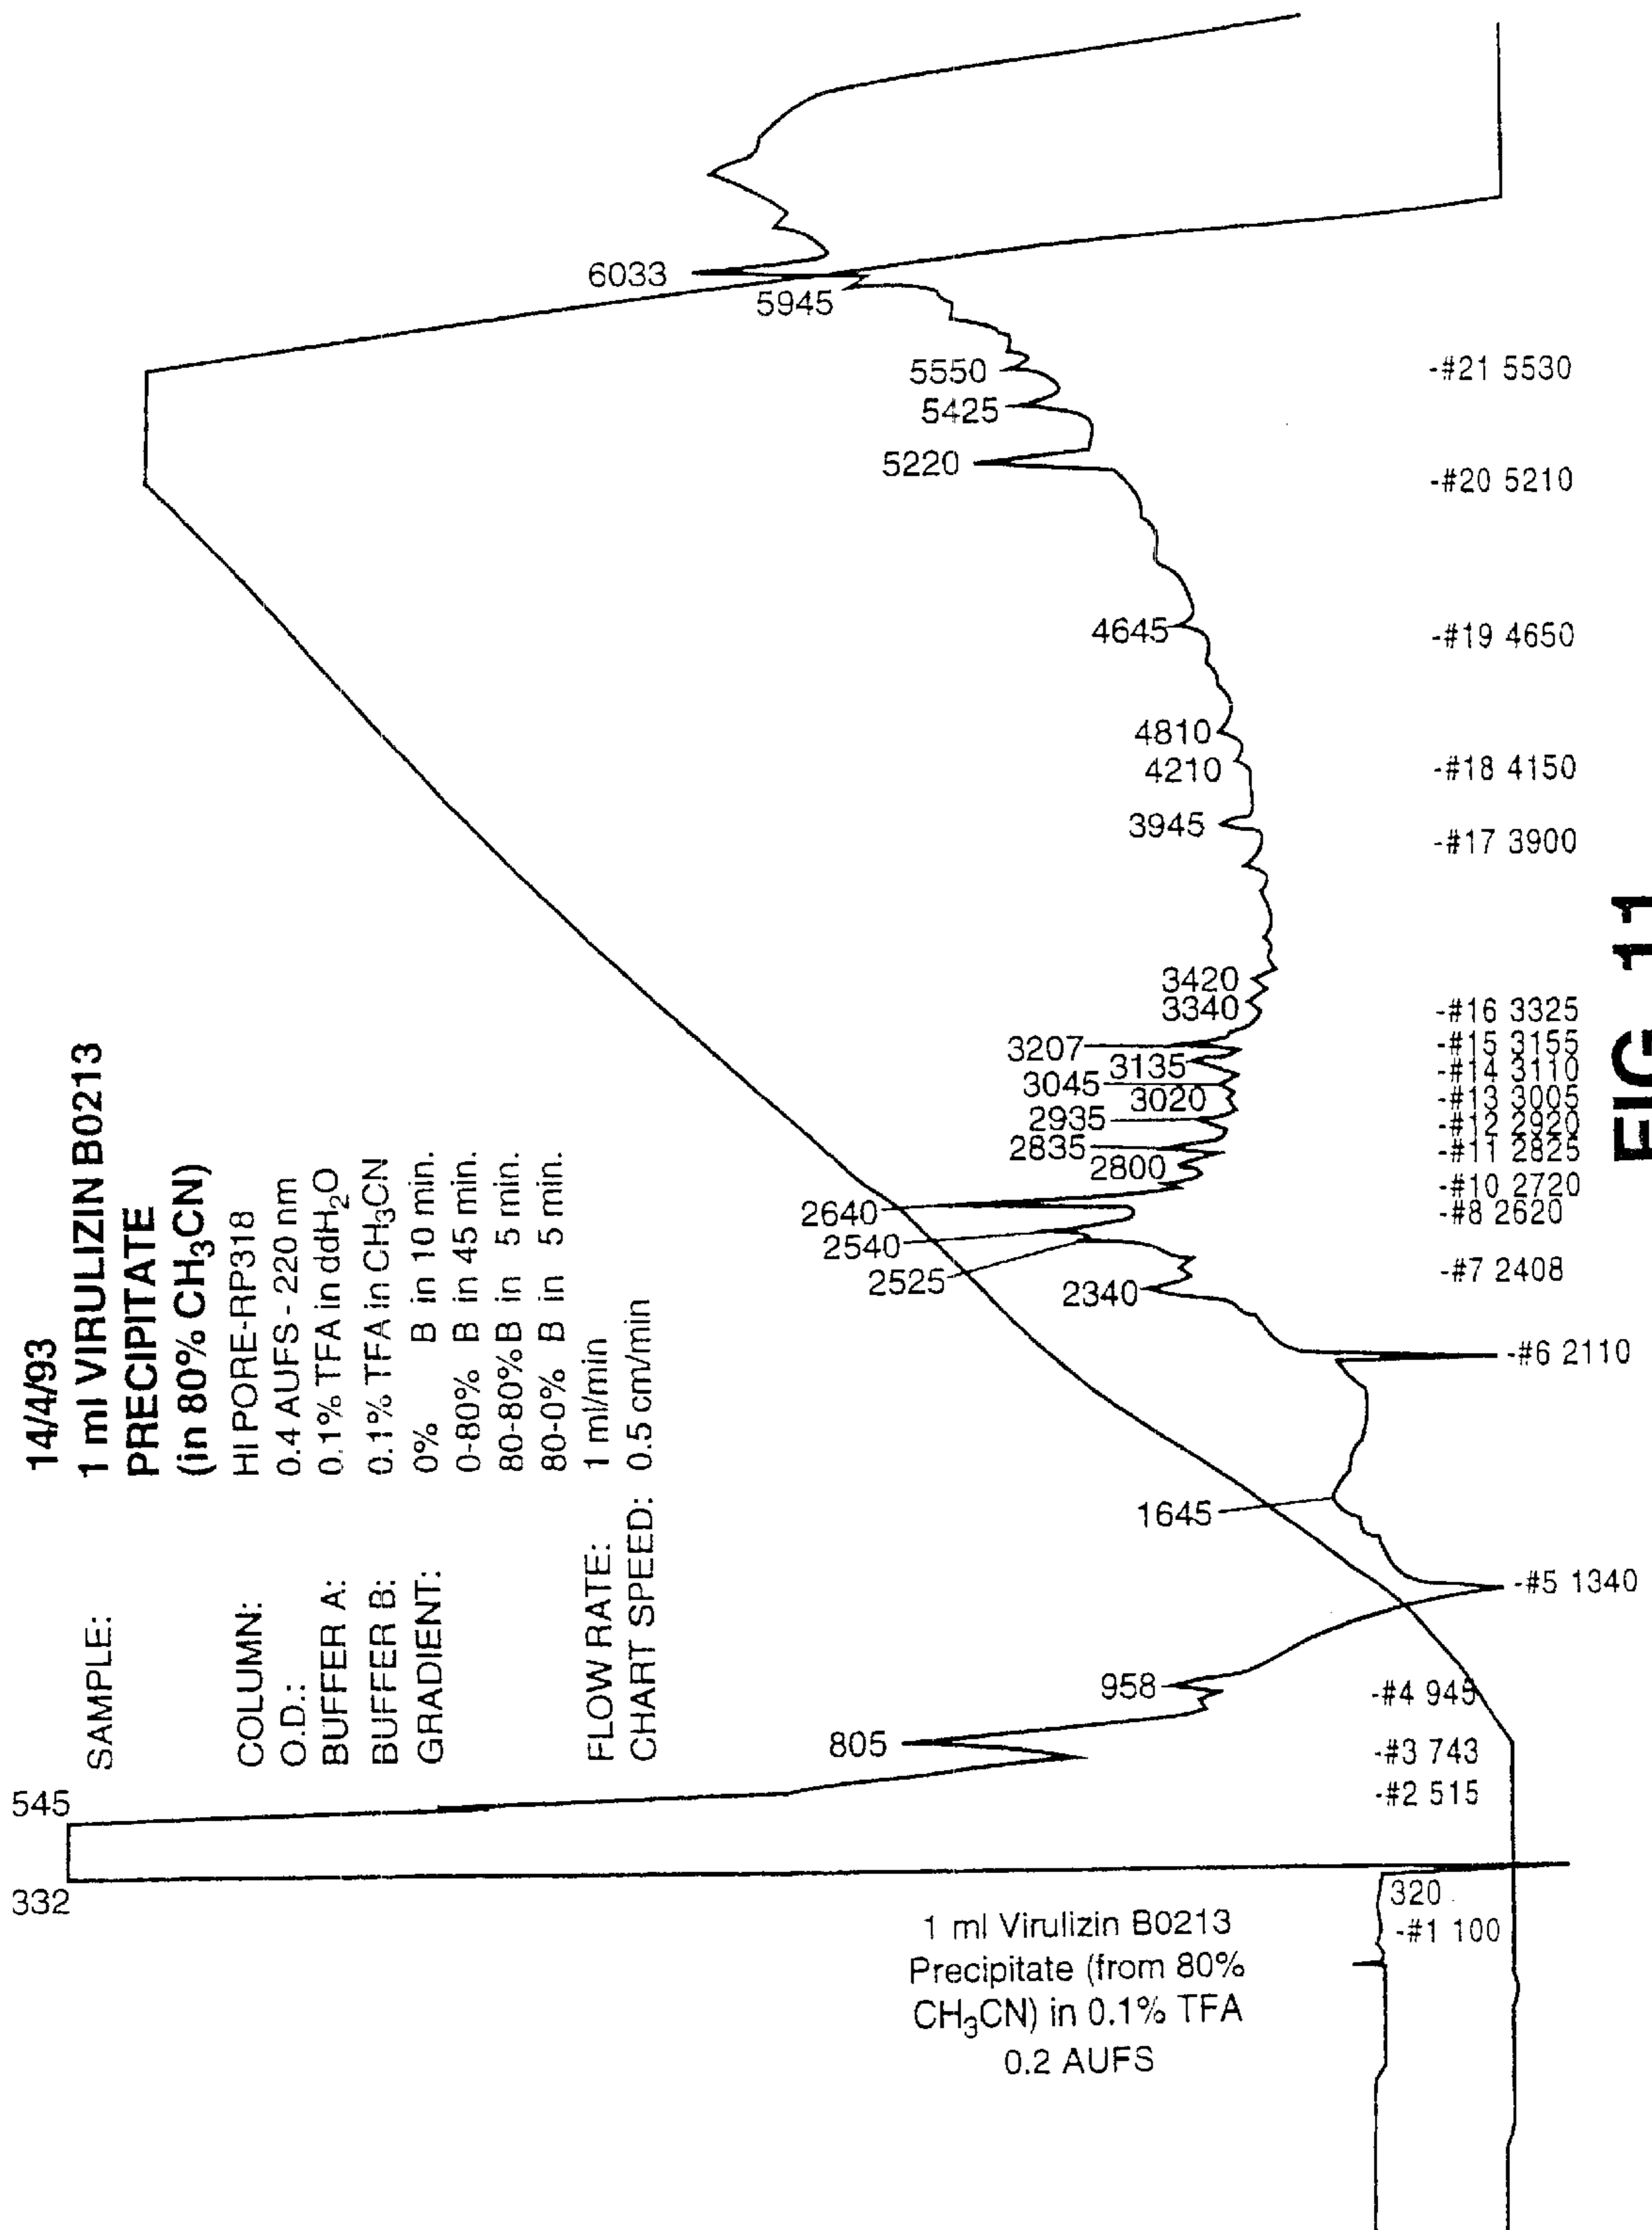 14/4/93
SAMPLE: 1 ml VIRULIZIN B0213
PRECIPITATE
(in 80% CH₃CN)
COLUMN: HI PORE-RP318
O.D.: 0.4 AUFS - 220 nm
BUFFER A: 0.1% TFA in ddH₂O
BUFFER B: 0.1% TFA in CH₃CN
GRADIENT: 0% B in 10 min.
0-80% B in 45 min.
80-80% B in 5 min.
80-0% B in 5 min.
FLOW RATE: 1 ml/min
CHART SPEED: 0.5 cm/min
6033
5945
5550
5425
5220
4645
4810
4210
3945
3420
3340
3207
3135
3045
3020
2935
2835
2800
2640
2540
2525
2340
1645
958
805
545
332
320
-#21 5530
-#20 5210
-#19 4650
-#18 4150
-#17 3900
-#16 3325
-#15 3155
-#14 3110
-#13 3005
-#12 2920
-#11 2825
-#10 2720
-#8 2620
-#7 2408
-#6 2110
-#5 1340
-#4 945
-#3 743
-#2 515
-#1 100
1 ml Virulizin B0213
Precipitate (from 80%
CH₃CN) in 0.1% TFA
0.2 AUFS
FIG. 11